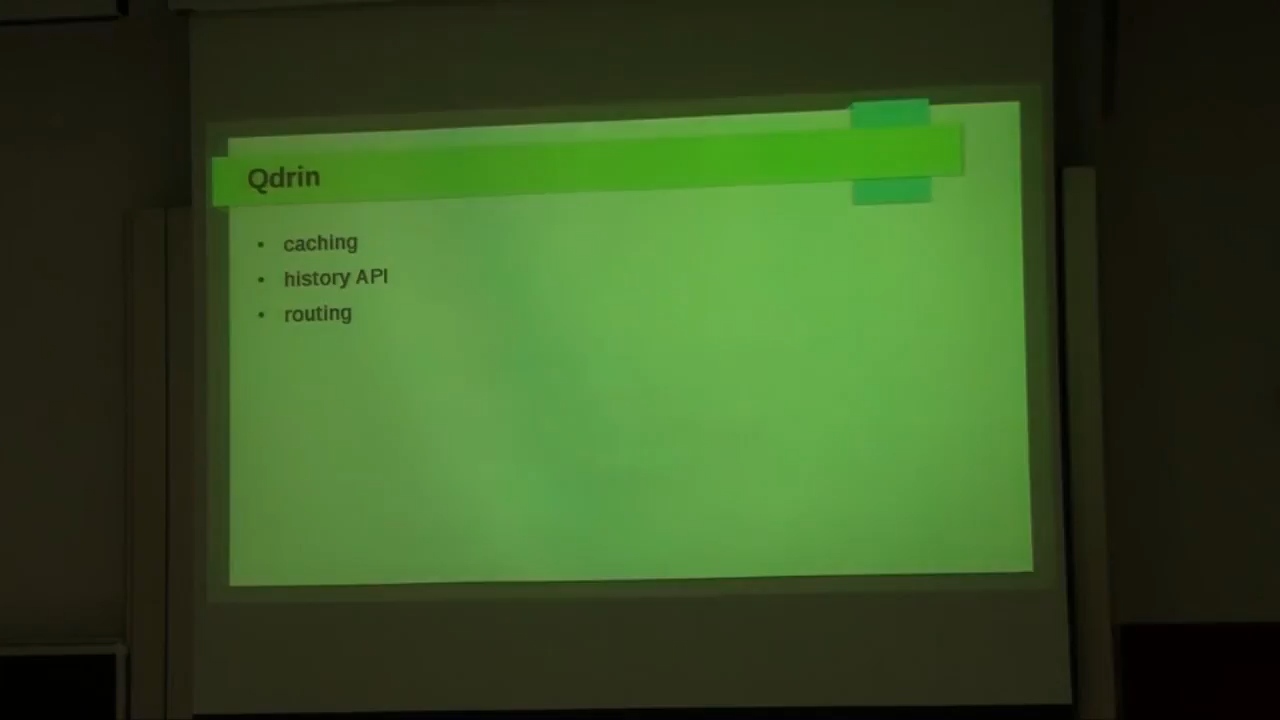 Qdrin
• caching
• history API
• routing